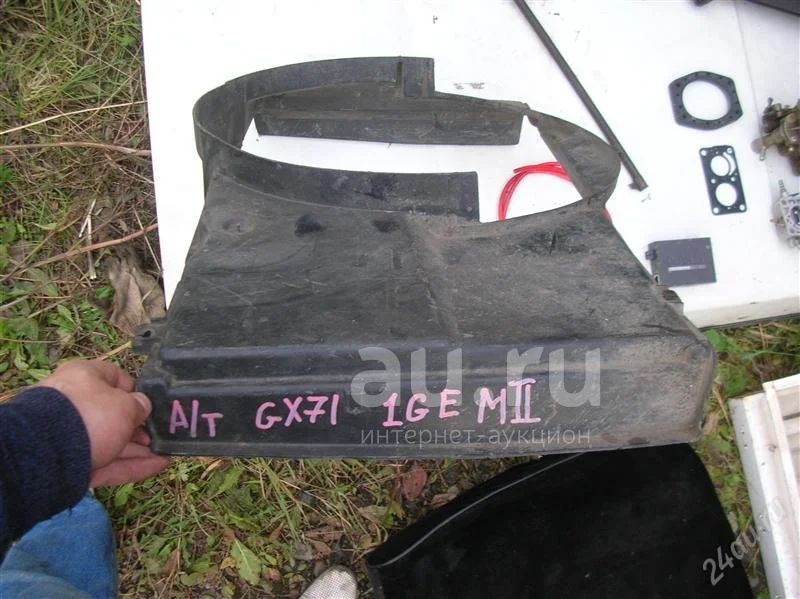 au.ru
интернет-аукцион
A/T GX71 1GE MII
24au.ru